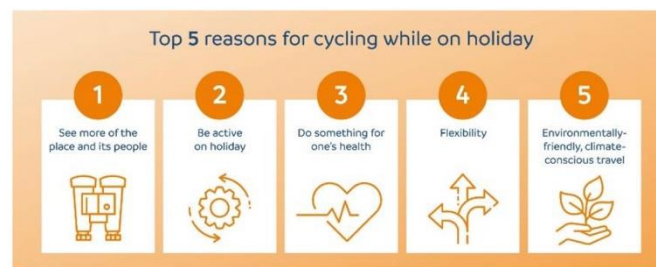 Top 5 reasons for cycling while on holiday
1
See more of the
place and its people
2
Be active
on holiday
3
Do something for
one's health
4
Flexibility
5
Environmentally-
friendly, climate-
conscious travel